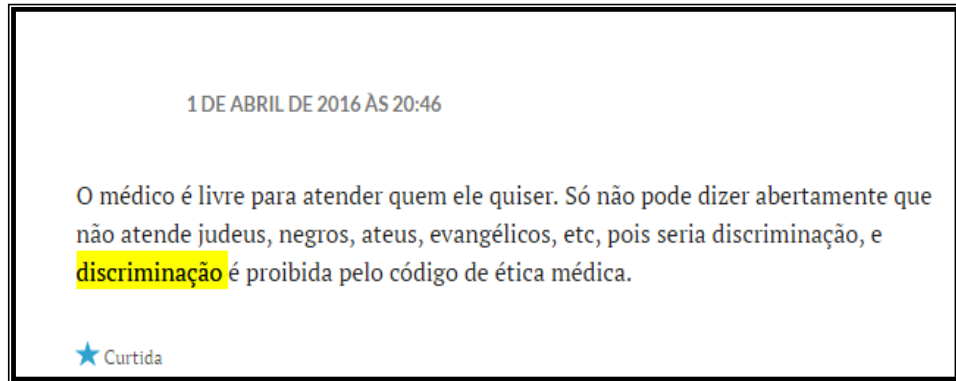 1 DE ABRIL DE 2016 ÀS 20:46
O médico é livre para atender quem ele quiser. Só não pode dizer abertamente que
não atende judeus, negros, ateus, evangélicos, etc, pois seria discriminação, e
discriminação é proibida pelo código de ética médica.
Curtida